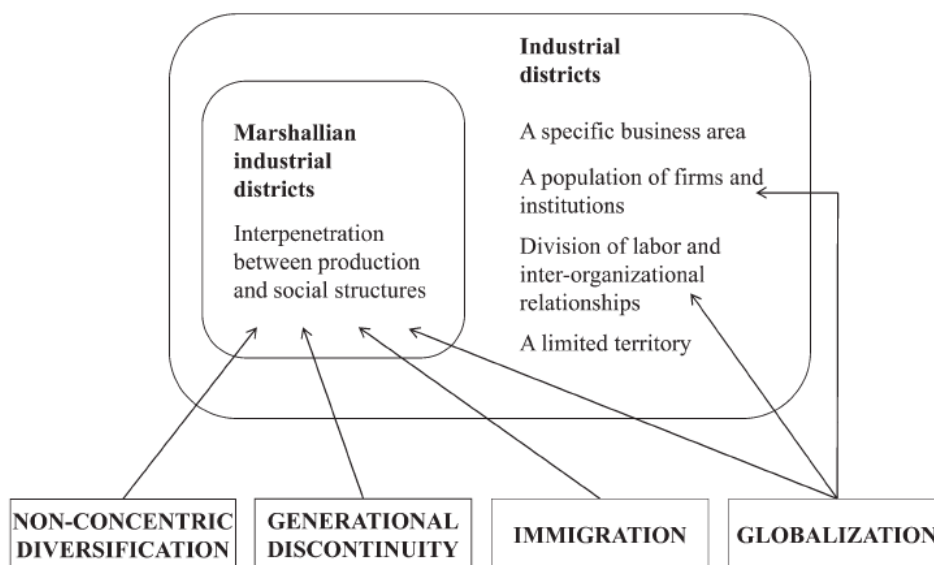 Industrial
districts
A specific business area
A population of firms and
institutions
Division of labor and
inter-organizational
relationships
A limited territory
Marshallian
industrial
districts
Interpenetration
between production
and social structures
NON-CONCENTRIC
DIVERSIFICATION
GENERATIONAL
DISCONTINUITY
IMMIGRATION
GLOBALIZATION